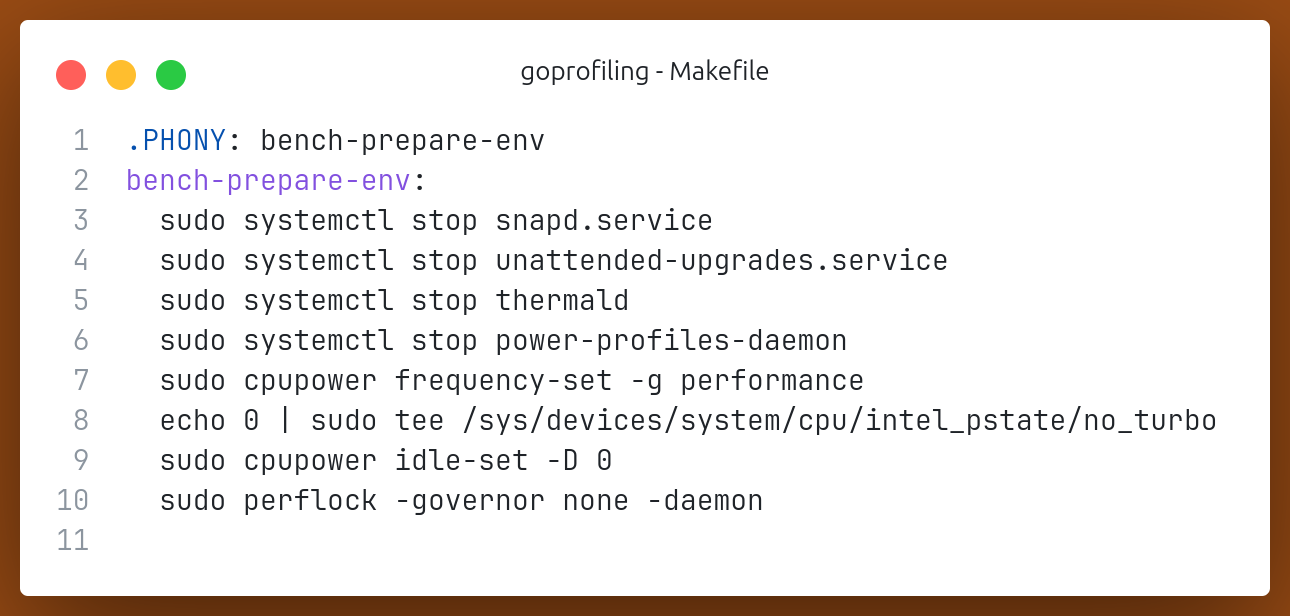 goprofiling - Makefile
1 .PHONY: bench-prepare-env
2 bench-prepare-env:
3 sudo systemctl stop snapd.service
4 sudo systemctl stop unattended-upgrades.service
5 sudo systemctl stop thermald
6 sudo systemctl stop power-profiles-daemon
7 sudo cpupower frequency-set -g performance
8 echo 0 | sudo tee /sys/devices/system/cpu/intel_pstate/no_turbo
9 sudo cpupower idle-set -D 0
10 sudo perflock -governor none -daemon
11